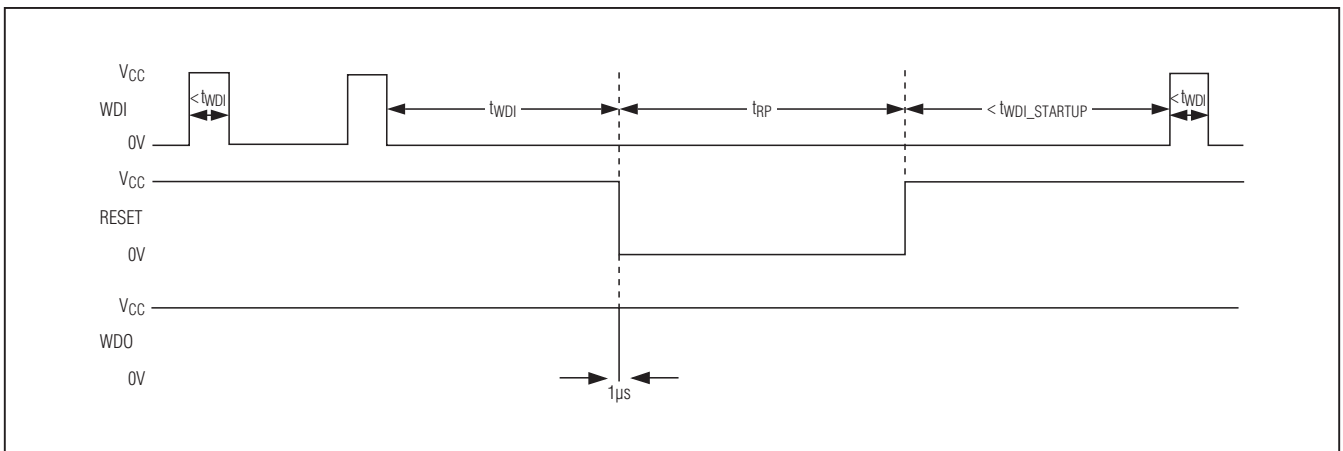 VCC
WDI
< tWDI
tWDI
tRP
< tWDI_STARTUP
< tWDI
0V
VCC
RESET
0V
VCC
WDO
0V
1µs